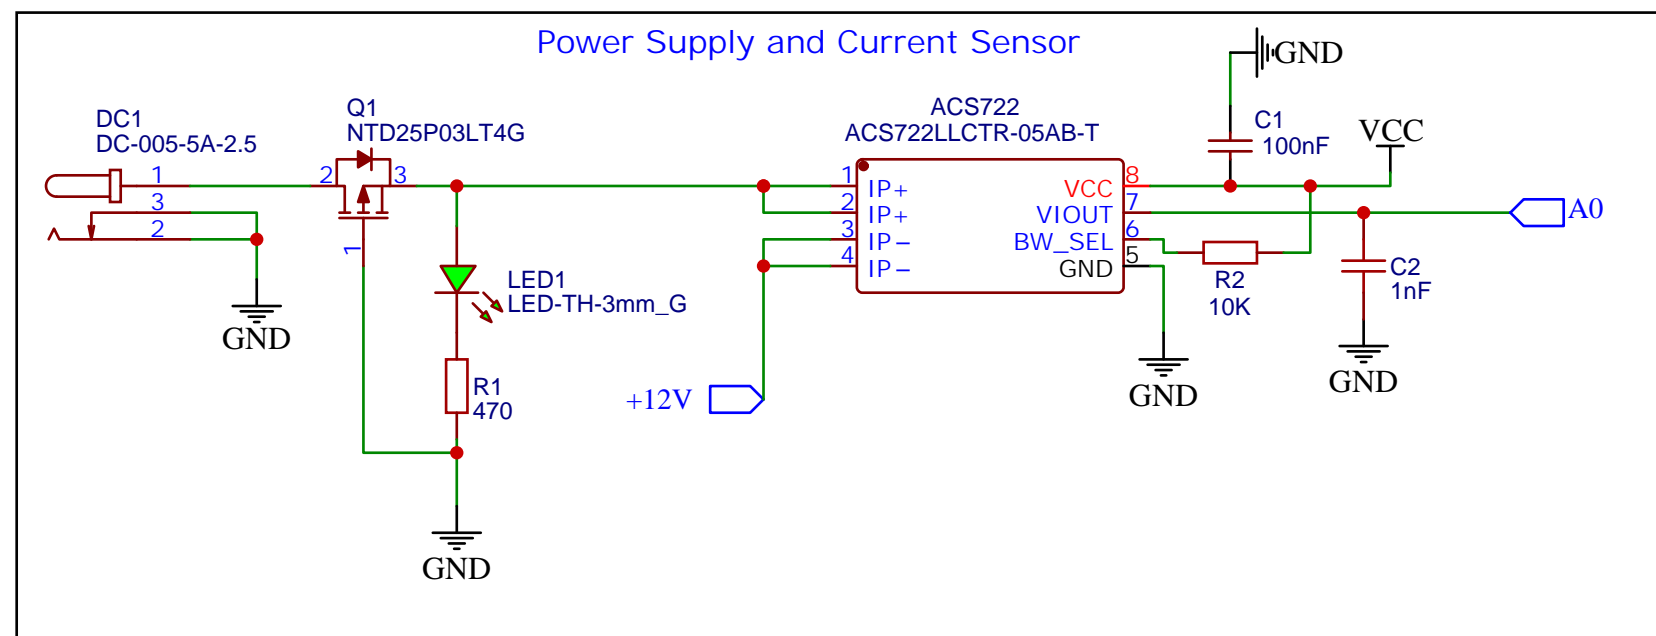 Power Supply and Current Sensor
GND
DC1
DC-005-5A-2.5
Q1
NTD25P03LT4G
ACS722
ACS722LLCTR-05AB-T
C1
100nF
VCC
1
3
2
2
3
1
1
2
3
4
IP+
IP+
IP-
IP-
VCC
VIOUT
BW_SEL
GND
8
7
6
5
A0
R2
10K
C2
1nF
LED1
LED-TH-3mm_G
GND
R1
470
+12V
GND
GND
GND